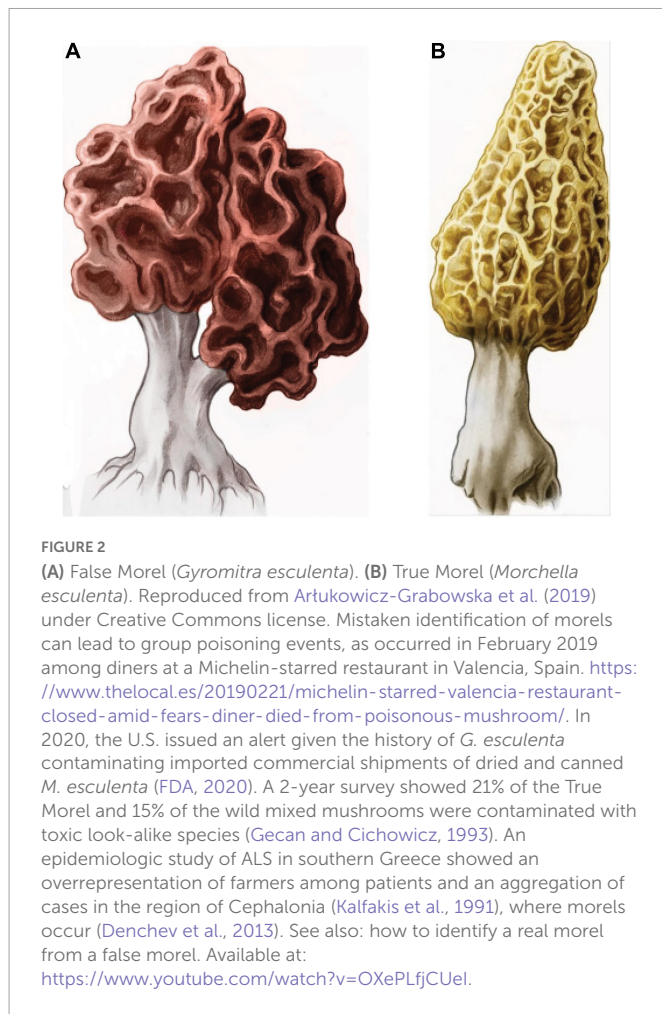 A
B
FIGURE 2
(A) False Morel (Gyromitra esculenta). (B) True Morel (Morchella
esculenta). Reproduced from Arłukowicz-Grabowska et al. (2019)
under Creative Commons license. Mistaken identification of morels
can lead to group poisoning events, as occurred in February 2019
among diners at a Michelin-starred restaurant in Valencia, Spain. https:
//www.thelocal.es/20190221/michelin-starred-valencia-restaurant-
closed-amid-fears-diner-died-from-poisonous-mushroom/. In
2020, the U.S. issued an alert given the history of G. esculenta
contaminating imported commercial shipments of dried and canned
M. esculenta (FDA, 2020). A 2-year survey showed 21% of the True
Morel and 15% of the wild mixed mushrooms were contaminated with
toxic look-alike species (Gecan and Cichowicz, 1993). An
epidemiologic study of ALS in southern Greece showed an
overrepresentation of farmers among patients and an aggregation of
cases in the region of Cephalonia (Kalfakis et al., 1991), where morels
occur (Denchev et al., 2013). See also: how to identify a real morel
from a false morel. Available at:
https://www.youtube.com/watch?v=OXePLfjCUeI.